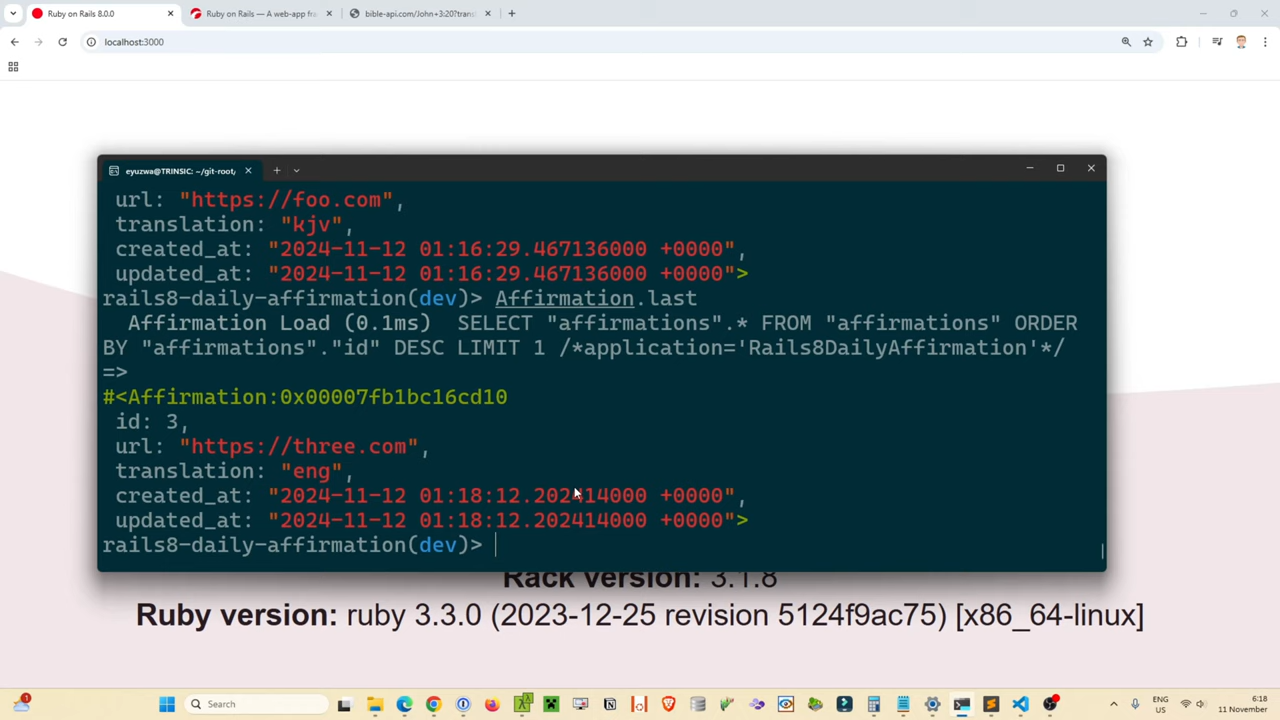 Ruby on Rails 8.0.0
Ruby on Rails — A web-app fra
bible-api.com/John+3:20?trans
localhost:3000
eyuzwa@TRINSIC: ~/git-root/
url: "https://foo.com",
translation: "kjv",
created_at: "2024-11-12 01:16:29.467136000 +0000",
updated_at: "2024-11-12 01:16:29.467136000 +0000">
rails8-daily-affirmation(dev)> Affirmation.last
Affirmation Load (0.1ms)  SELECT "affirmations".* FROM "affirmations" ORDER
BY "affirmations"."id" DESC LIMIT 1 /*application='Rails8DailyAffirmation'*/
=>
#<Affirmation:0x00007fb1bc16cd10
id: 3,
url: "https://three.com",
translation: "eng",
created_at: "2024-11-12 01:18:12.202414000 +0000",
updated_at: "2024-11-12 01:18:12.202414000 +0000">
rails8-daily-affirmation(dev)>
Rack version: 3.1.8
Ruby version: ruby 3.3.0 (2023-12-25 revision 5124f9ac75) [x86_64-linux]
1
Search
ENG
US
6:18
11 November